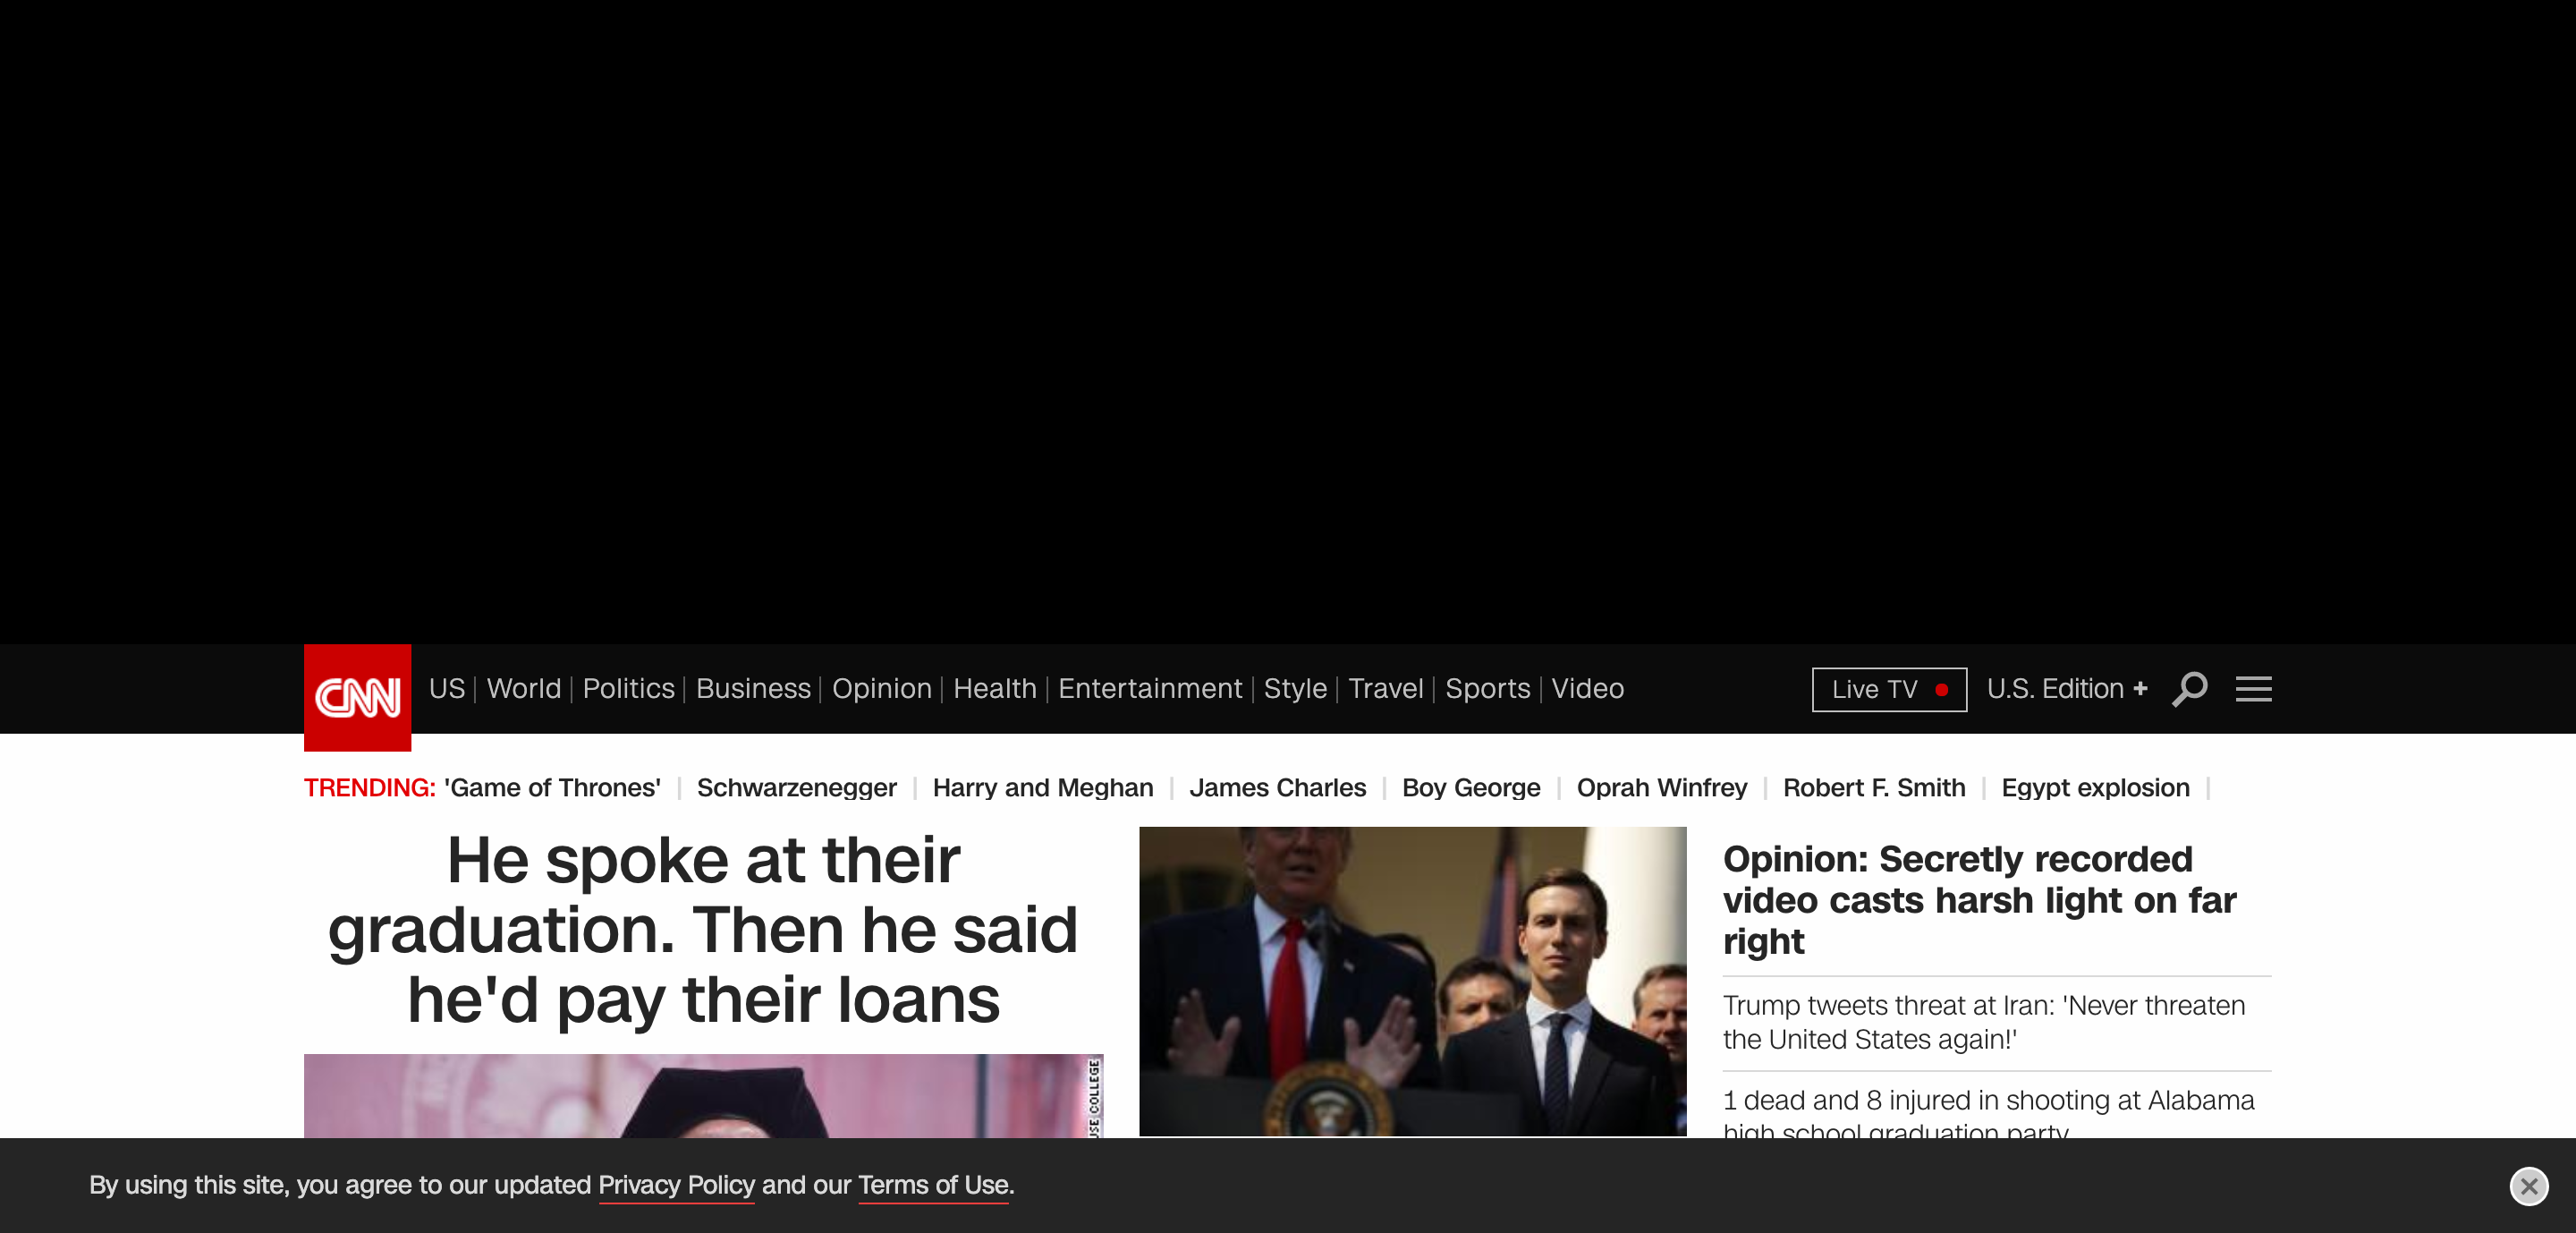 CNN
US World Politics Business Opinion Health Entertainment Style Travel Sports Video
Live TV U.S. Edition +
TRENDING: 'Game of Thrones' Schwarzenegger Harry and Meghan James Charles Boy George Oprah Winfrey Robert F. Smith Egypt explosion
He spoke at their
graduation. Then he said
he'd pay their loans
COLLEGE
Opinion: Secretly recorded
video casts harsh light on far
right
Trump tweets threat at Iran: 'Never threaten
the United States again!'
1 dead and 8 injured in shooting at Alabama
high school graduation party
By using this site, you agree to our updated Privacy Policy and our Terms of Use.